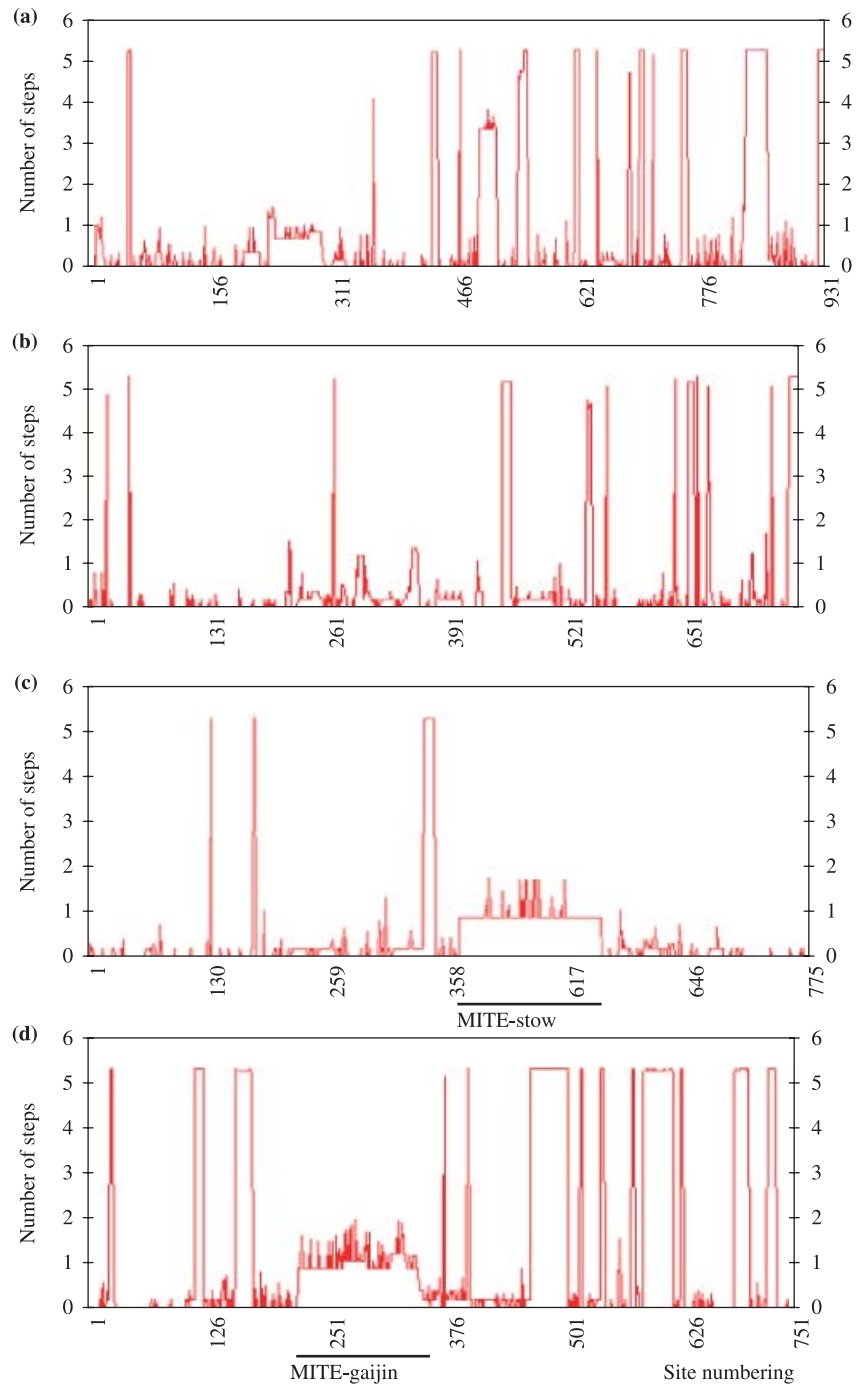 (a)
Number of steps
6 5 4 3 2 1 0
6 5 4 3 2 1 0
1 156 311 466 621 776 931
(b)
Number of steps
6 5 4 3 2 1 0
6 5 4 3 2 1 0
1 131 261 391 521 651
(c)
Number of steps
6 5 4 3 2 1 0
6 5 4 3 2 1 0
1 130 259 358 617 646 775
MITE-stow
(d)
Number of steps
6 5 4 3 2 1 0
6 5 4 3 2 1 0
1 126 251 376 501 626 751
MITE-gaijin
Site numbering